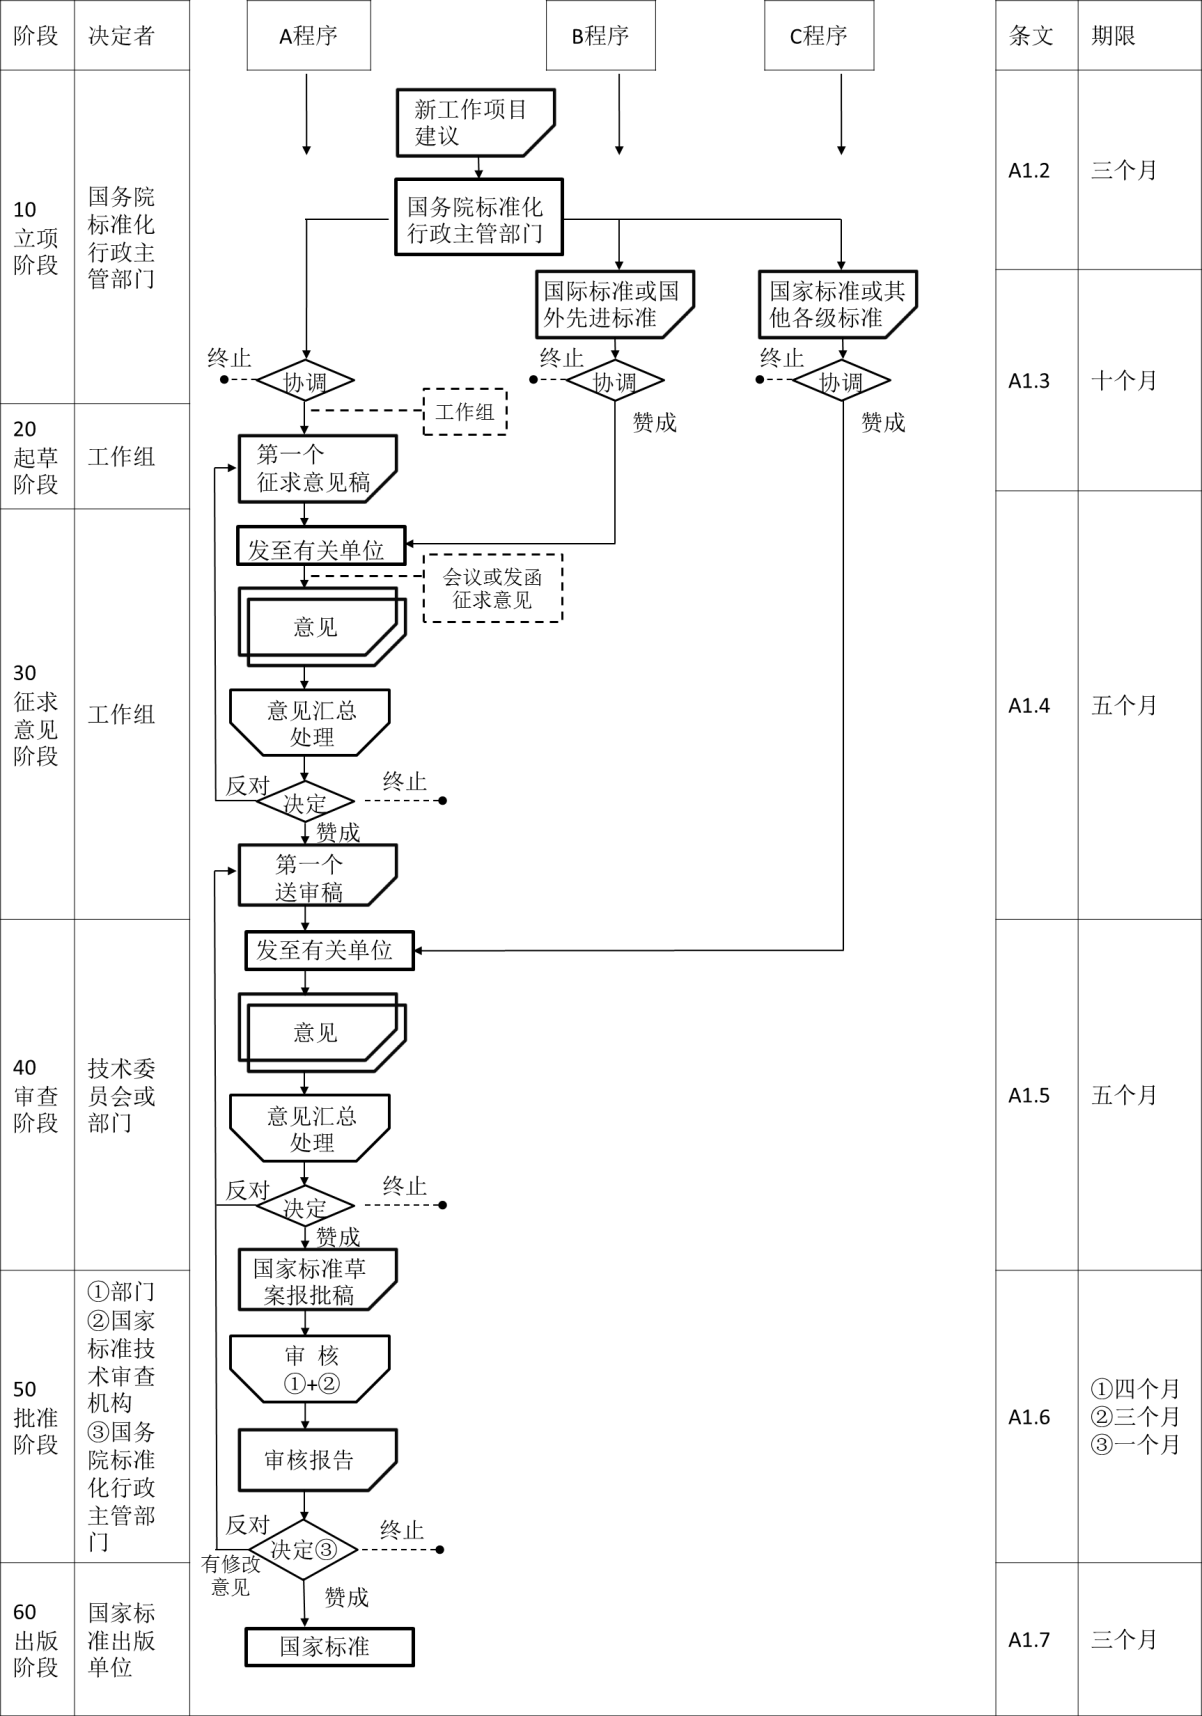 阶段 决定者 A程序 B程序 C程序 条文 期限
新工作项目
建议
国务院标准化
行政主管部门
10
立项
阶段
国务院
标准化
行政主
管部门
A1.2 三个月
国际标准或国
外先进标准
国家标准或其
他各级标准
终止 协调
终止 协调
终止 协调
赞成
赞成
A1.3 十个月
工作组
20
起草
阶段
工作组
第一个
征求意见稿
发至有关单位
会议或发函
征求意见
意见
30
征求
意见
阶段
工作组
A1.4 五个月
意见汇总
处理
反对 决定 终止
赞成
第一个
送审稿
发至有关单位
意见
40
审查
阶段
技术委
员会或
部门
A1.5 五个月
意见汇总
处理
反对 决定 终止
赞成
国家标准草
案报批稿
50
批准
阶段
①部门
②国家
标准技
术审查
机构
③国务
院标准
化行政
主管部
门
审 核
①+②
A1.6
①四个月
②三个月
③一个月
审核报告
反对 决定③ 终止
有修改
意见
赞成
60
出版
阶段
国家标
准出版
单位
国家标准
A1.7 三个月